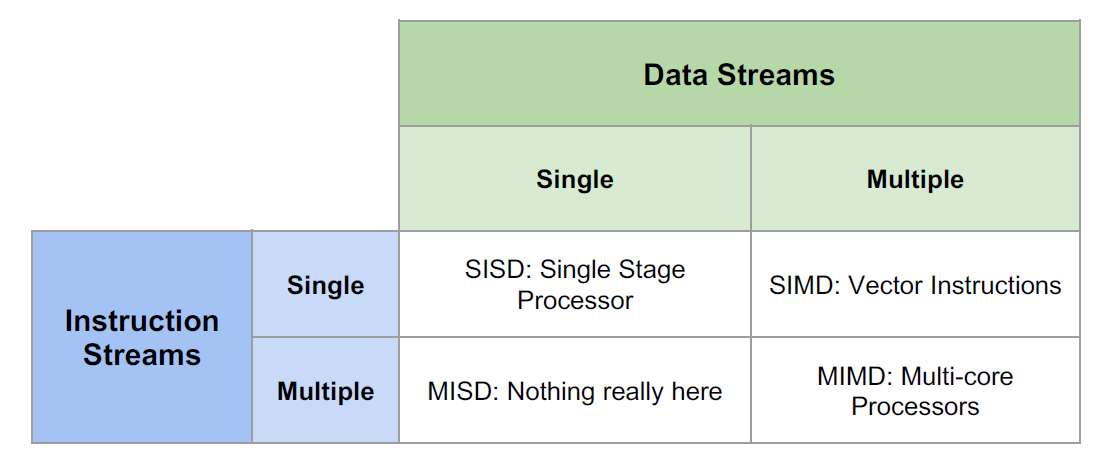 Data Streams
Single
Multiple
Instruction
Streams
Single
SISD: Single Stage
Processor
SIMD: Vector Instructions
Multiple
MISD: Nothing really here
MIMD: Multi-core
Processors